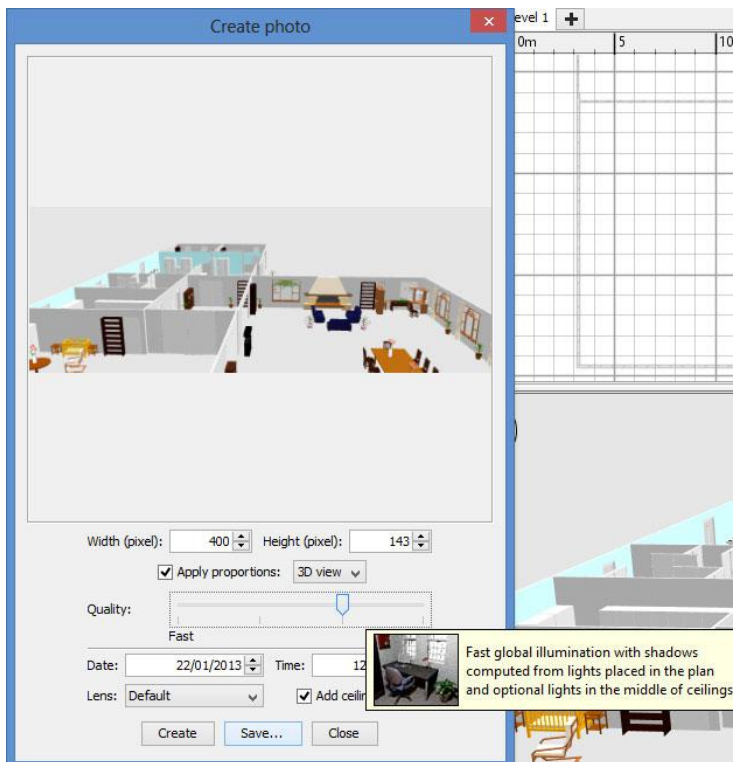 Create photo
evel 1
0m
5
10
Width (pixel): 400 Height (pixel): 143
Apply proportions: 3D view
Quality:
Fast
Date: 22/01/2013 Time: 12
Lens: Default Add ceilin
Create Save... Close
Fast global illumination with shadows
computed from lights placed in the plan
and optional lights in the middle of ceilings